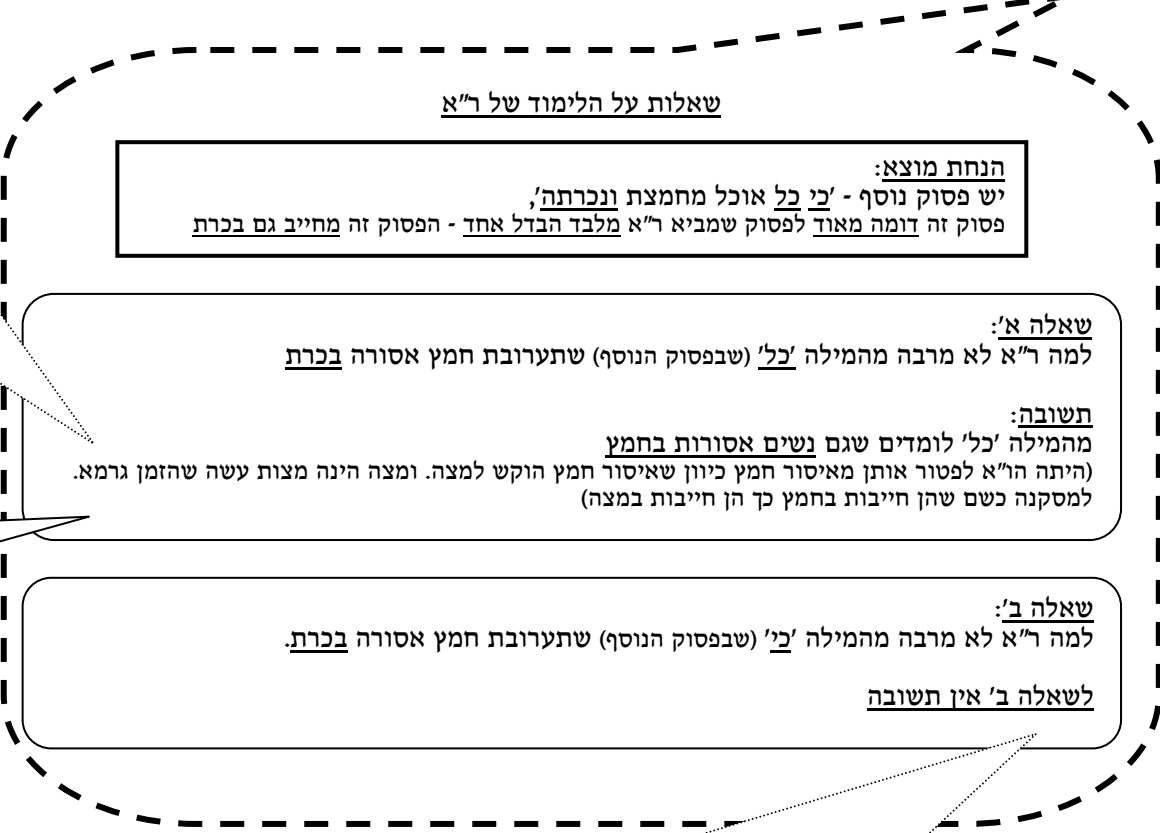 שאלות על הלימוד של ר"א
הנחת מוצא:
יש פסוק נוסף - 'כי כל אוכל מחמצת ונכרתה',
פסוק זה דומה מאוד לפסוק שמביא ר"א מלבד הבדל אחד - הפסוק זה מחייב גם בכרת
שאלה א':
למה ר"א לא מרבה מהמילה 'כל' (שבפסוק הנוסף) שתערובת חמץ אסורה בכרת
תשובה:
מהמילה 'כל' לומדים שגם נשים אסורות בחמץ
(היתה הו"א לפטור אותן מאיסור חמץ כיוון שאיסור חמץ הוקש למצה. ומצה הינה מצות עשה שהזמן גרמא.
למסקנה כשם שהן חייבות בחמץ כך הן חייבות במצה)
שאלה ב':
למה ר"א לא מרבה מהמילה 'כי' (שבפסוק הנוסף) שתערובת חמץ אסורה בכרת.
לשאלה ב' אין תשובה